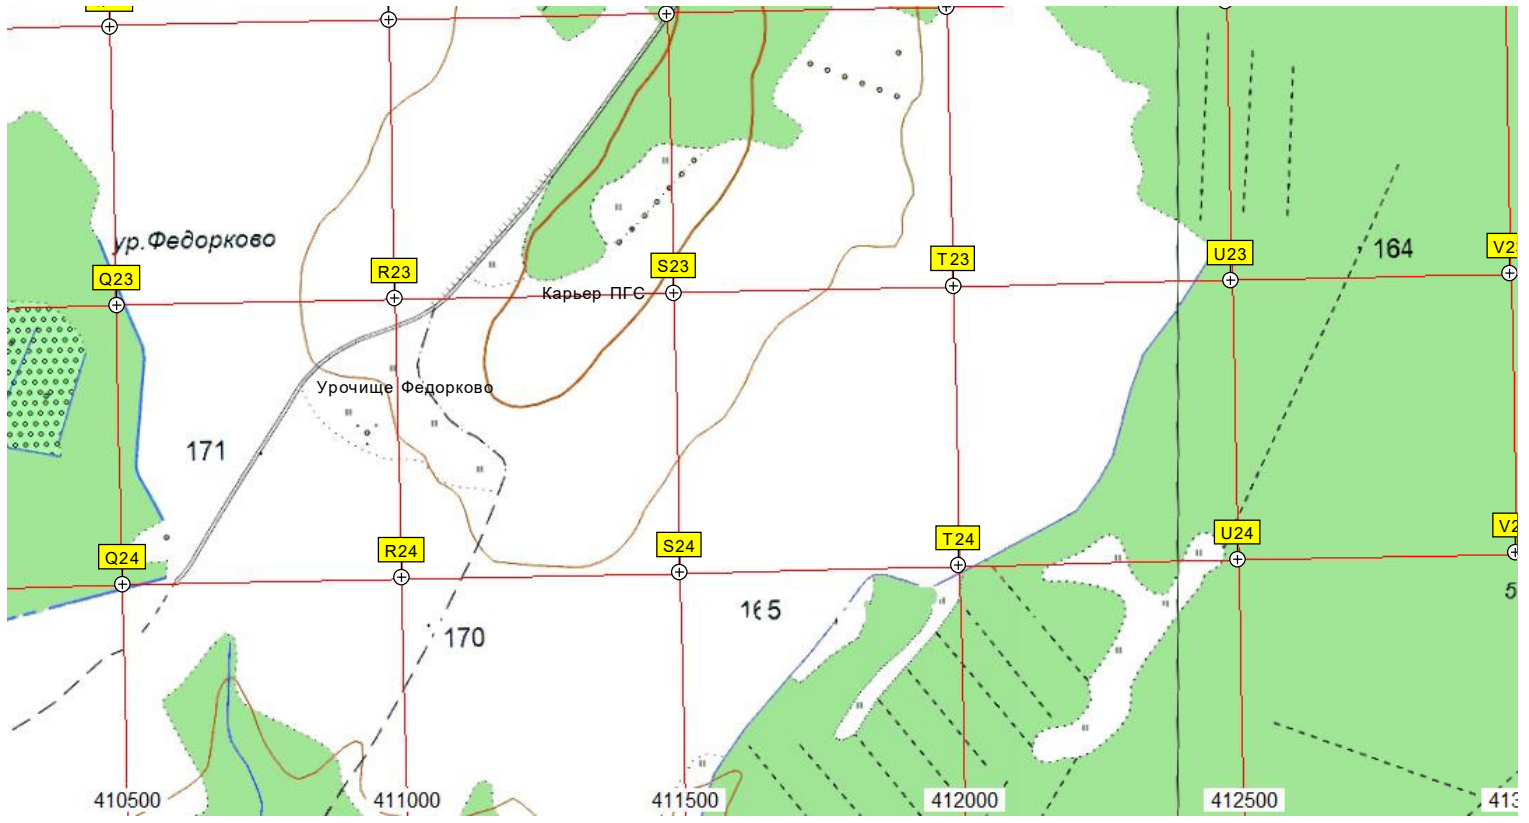 ур.Федорково
164
Q23
R23
S23
T23
U23
Карьер ПГС
Урочище Федорково
171
Q24
R24
S24
T24
U24
165
170
410500
411000
411500
412000
412500